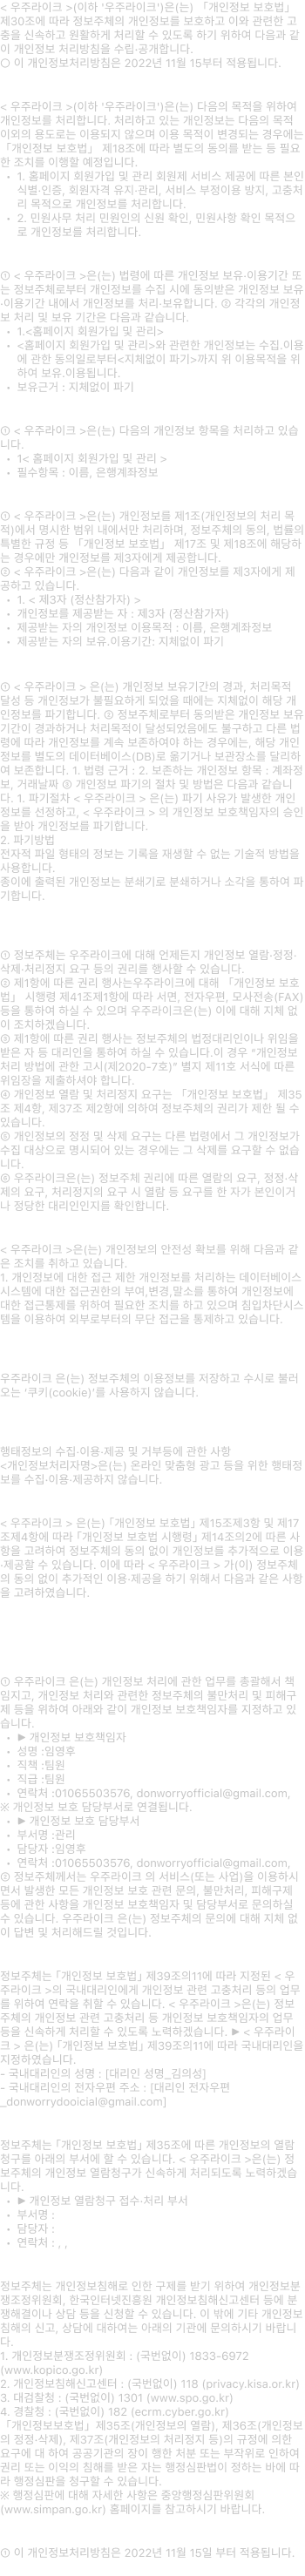 < 우주라이크 >(이하 '우주라이크')은(는) 「개인정보 보호법」
제30조에 따라 정보주체의 개인정보를 보호하고 이와 관련한 고
충을 신속하고 원활하게 처리할 수 있도록 하기 위하여 다음과 같
이 개인정보 처리방침을 수립·공개합니다.
○ 이 개인정보처리방침은 2022년 11월 15부터 적용됩니다.
< 우주라이크 >(이하 '우주라이크')은(는) 다음의 목적을 위하여
개인정보를 처리합니다. 처리하고 있는 개인정보는 다음의 목적
이외의 용도로는 이용되지 않으며 이용 목적이 변경되는 경우에는
「개인정보 보호법」 제18조에 따라 별도의 동의를 받는 등 필요
한 조치를 이행할 예정입니다.
• 1. 홈페이지 회원가입 및 관리 회원제 서비스 제공에 따른 본인
식별·인증, 회원자격 유지·관리, 서비스 부정이용 방지, 고충처
리 목적으로 개인정보를 처리합니다.
• 2. 민원사무 처리 민원인의 신원 확인, 민원사항 확인 목적으
로 개인정보를 처리합니다.
① < 우주라이크 >은(는) 법령에 따른 개인정보 보유·이용기간 또
는 정보주체로부터 개인정보를 수집 시에 동의받은 개인정보 보유
·이용기간 내에서 개인정보를 처리·보유합니다. ② 각각의 개인정
보 처리 및 보유 기간은 다음과 같습니다.
• 1.<홈페이지 회원가입 및 관리>
• <홈페이지 회원가입 및 관리>와 관련한 개인정보는 수집.이용
에 관한 동의일로부터<지체없이 파기>까지 위 이용목적을 위
하여 보유.이용됩니다.
• 보유근거 : 지체없이 파기
① < 우주라이크 >은(는) 다음의 개인정보 항목을 처리하고 있습
니다.
• 1< 홈페이지 회원가입 및 관리 >
• 필수항목 : 이름, 은행계좌정보
① < 우주라이크 >은(는) 개인정보를 제1조(개인정보의 처리 목
적)에서 명시한 범위 내에서만 처리하며, 정보주체의 동의, 법률의
특별한 규정 등 「개인정보 보호법」 제17조 및 제18조에 해당하
는 경우에만 개인정보를 제3자에게 제공합니다.
② < 우주라이크 >은(는) 다음과 같이 개인정보를 제3자에게 제
공하고 있습니다.
• 1. < 제3자 (정산참가자) >
• 개인정보를 제공받는 자 : 제3자 (정산참가자)
• 제공받는 자의 개인정보 이용목적 : 이름, 은행계좌정보
• 제공받는 자의 보유.이용기간: 지체없이 파기
① < 우주라이크 > 은(는) 개인정보 보유기간의 경과, 처리목적
달성 등 개인정보가 불필요하게 되었을 때에는 지체없이 해당 개
인정보를 파기합니다. ② 정보주체로부터 동의받은 개인정보 보유
기간이 경과하거나 처리목적이 달성되었음에도 불구하고 다른 법
령에 따라 개인정보를 계속 보존하여야 하는 경우에는, 해당 개인
정보를 별도의 데이터베이스(DB)로 옮기거나 보관장소를 달리하
여 보존합니다. 1. 법령 근거 : 2. 보존하는 개인정보 항목 : 계좌정
보, 거래날짜 ③ 개인정보 파기의 절차 및 방법은 다음과 같습니
다. 1. 파기절차 < 우주라이크 > 은(는) 파기 사유가 발생한 개인
정보를 선정하고, < 우주라이크 > 의 개인정보 보호책임자의 승인
을 받아 개인정보를 파기합니다.
2. 파기방법
전자적 파일 형태의 정보는 기록을 재생할 수 없는 기술적 방법을
사용합니다.
종이에 출력된 개인정보는 분쇄기로 분쇄하거나 소각을 통하여 파
기합니다.
① 정보주체는 우주라이크에 대해 언제든지 개인정보 열람·정정·
삭제·처리정지 요구 등의 권리를 행사할 수 있습니다.
② 제1항에 따른 권리 행사는우주라이크에 대해 「개인정보 보호
법」 시행령 제41조제1항에 따라 서면, 전자우편, 모사전송(FAX)
등을 통하여 하실 수 있으며 우주라이크은(는) 이에 대해 지체 없
이 조치하겠습니다.
③ 제1항에 따른 권리 행사는 정보주체의 법정대리인이나 위임을
받은 자 등 대리인을 통하여 하실 수 있습니다.이 경우 "개인정보
처리 방법에 관한 고시(제2020-7호)" 별지 제11호 서식에 따른
위임장을 제출하셔야 합니다.
④ 개인정보 열람 및 처리정지 요구는 「개인정보 보호법」 제35
조 제4항, 제37조 제2항에 의하여 정보주체의 권리가 제한 될 수
있습니다.
⑤ 개인정보의 정정 및 삭제 요구는 다른 법령에서 그 개인정보가
수집 대상으로 명시되어 있는 경우에는 그 삭제를 요구할 수 없습
니다.
⑥ 우주라이크은(는) 정보주체 권리에 따른 열람의 요구, 정정·삭
제의 요구, 처리정지의 요구 시 열람 등 요구를 한 자가 본인이거
나 정당한 대리인인지를 확인합니다.
< 우주라이크 >은(는) 개인정보의 안전성 확보를 위해 다음과 같
은 조치를 취하고 있습니다.
1. 개인정보에 대한 접근 제한 개인정보를 처리하는 데이터베이스
시스템에 대한 접근권한의 부여,변경,말소를 통하여 개인정보에
대한 접근통제를 위하여 필요한 조치를 하고 있으며 침입차단시스
템을 이용하여 외부로부터의 무단 접근을 통제하고 있습니다.
우주라이크 은(는) 정보주체의 이용정보를 저장하고 수시로 불러
오는 '쿠키(cookie)'를 사용하지 않습니다.
행태정보의 수집·이용·제공 및 거부등에 관한 사항
<개인정보처리자명>은(는) 온라인 맞춤형 광고 등을 위한 행태정
보를 수집·이용·제공하지 않습니다.
< 우주라이크 > 은(는) ｢개인정보 보호법｣ 제15조제3항 및 제17
조제4항에 따라 ｢개인정보 보호법 시행령｣ 제14조의2에 따른 사
항을 고려하여 정보주체의 동의 없이 개인정보를 추가적으로 이용
·제공할 수 있습니다. 이에 따라 < 우주라이크 > 가(이) 정보주체
의 동의 없이 추가적인 이용·제공을 하기 위해서 다음과 같은 사항
을 고려하였습니다.
① 우주라이크 은(는) 개인정보 처리에 관한 업무를 총괄해서 책
임지고, 개인정보 처리와 관련한 정보주체의 불만처리 및 피해구
제 등을 위하여 아래와 같이 개인정보 보호책임자를 지정하고 있
습니다.
• ▶ 개인정보 보호책임자
• 성명 :임영후
• 직책 :팀원
• 직급 :팀원
• 연락처 :01065503576, donworryofficial@gmail.com,
※ 개인정보 보호 담당부서로 연결됩니다.
• ▶ 개인정보 보호 담당부서
• 부서명 :관리
• 담당자 :임영후
• 연락처 :01065503576, donworryofficial@gmail.com,
② 정보주체께서는 우주라이크 의 서비스(또는 사업)을 이용하시
면서 발생한 모든 개인정보 보호 관련 문의, 불만처리, 피해구제
등에 관한 사항을 개인정보 보호책임자 및 담당부서로 문의하실
수 있습니다. 우주라이크 은(는) 정보주체의 문의에 대해 지체 없
이 답변 및 처리해드릴 것입니다.
정보주체는 ｢개인정보 보호법｣ 제39조의11에 따라 지정된 < 우
주라이크 >의 국내대리인에게 개인정보 관련 고충처리 등의 업무
를 위하여 연락을 취할 수 있습니다. < 우주라이크 >은(는) 정보
주체의 개인정보 관련 고충처리 등 개인정보 보호책임자의 업무
등을 신속하게 처리할 수 있도록 노력하겠습니다. ▶ < 우주라이
크 > 은(는) ｢개인정보 보호법｣ 제39조의11에 따라 국내대리인을
지정하였습니다.
- 국내대리인의 성명 : [대리인 성명_김의성]
- 국내대리인의 전자우편 주소 : [대리인 전자우편
_donworrydooicial@gmail.com]
정보주체는 ｢개인정보 보호법｣ 제35조에 따른 개인정보의 열람
청구를 아래의 부서에 할 수 있습니다. < 우주라이크 >은(는) 정
보주체의 개인정보 열람청구가 신속하게 처리되도록 노력하겠습
니다.
• ▶ 개인정보 열람청구 접수·처리 부서
• 부서명 :
• 담당자 :
• 연락처 : , ,
정보주체는 개인정보침해로 인한 구제를 받기 위하여 개인정보분
쟁조정위원회, 한국인터넷진흥원 개인정보침해신고센터 등에 분
쟁해결이나 상담 등을 신청할 수 있습니다. 이 밖에 기타 개인정보
침해의 신고, 상담에 대하여는 아래의 기관에 문의하시기 바랍니
다.
1. 개인정보분쟁조정위원회 : (국번없이) 1833-6972
(www.kopico.go.kr)
2. 개인정보침해신고센터 : (국번없이) 118 (privacy.kisa.or.kr)
3. 대검찰청 : (국번없이) 1301 (www.spo.go.kr)
4. 경찰청 : (국번없이) 182 (ecrm.cyber.go.kr)
「개인정보보호법」제35조(개인정보의 열람), 제36조(개인정보
의 정정·삭제), 제37조(개인정보의 처리정지 등)의 규정에 의한
요구에 대 하여 공공기관의 장이 행한 처분 또는 부작위로 인하여
권리 또는 이익의 침해를 받은 자는 행정심판법이 정하는 바에 따
라 행정심판을 청구할 수 있습니다.
※ 행정심판에 대해 자세한 사항은 중앙행정심판위원회
(www.simpan.go.kr) 홈페이지를 참고하시기 바랍니다.
① 이 개인정보처리방침은 2022년 11월 15일 부터 적용됩니다.